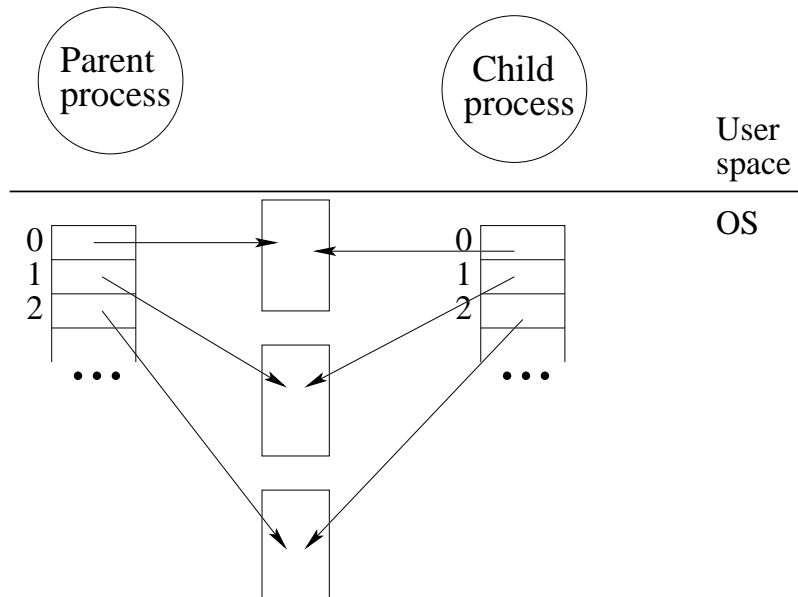 Parent
process
Child
process
User
space
OS
0
1
2
0
1
2